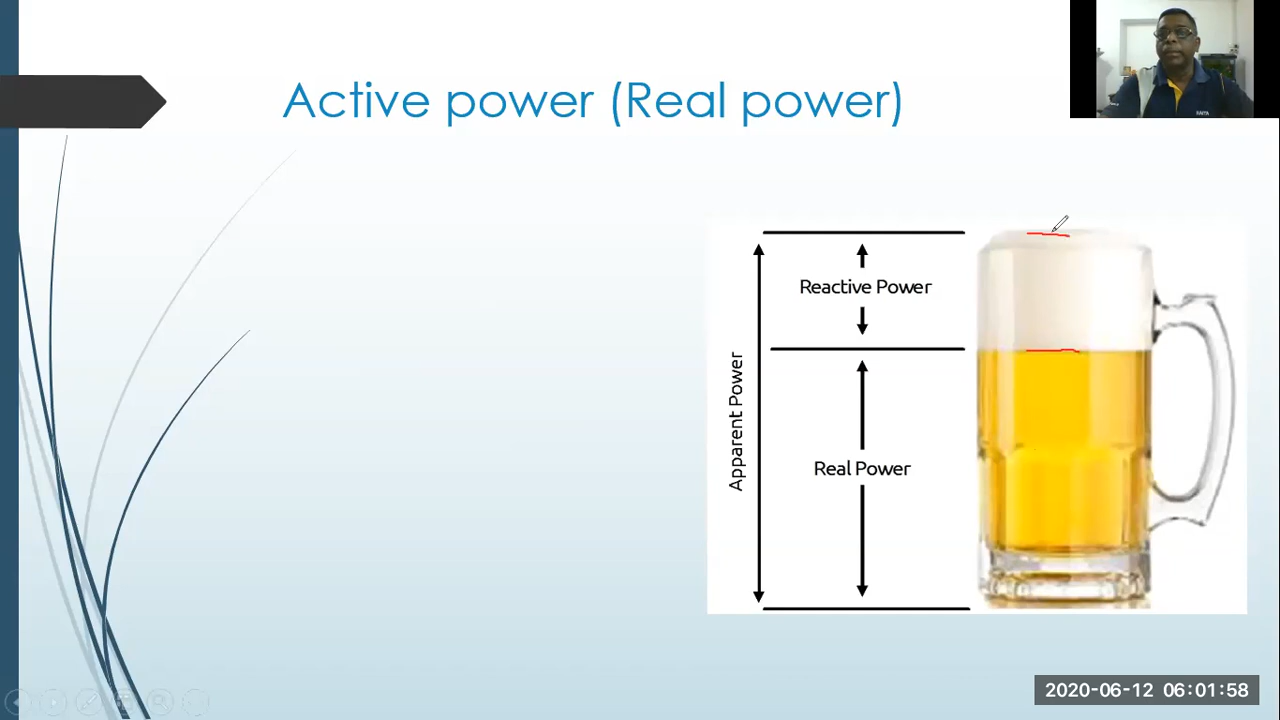 Active power (Real power)
Reactive Power
Apparent Power
Real Power
2020-06-12 06:01:58